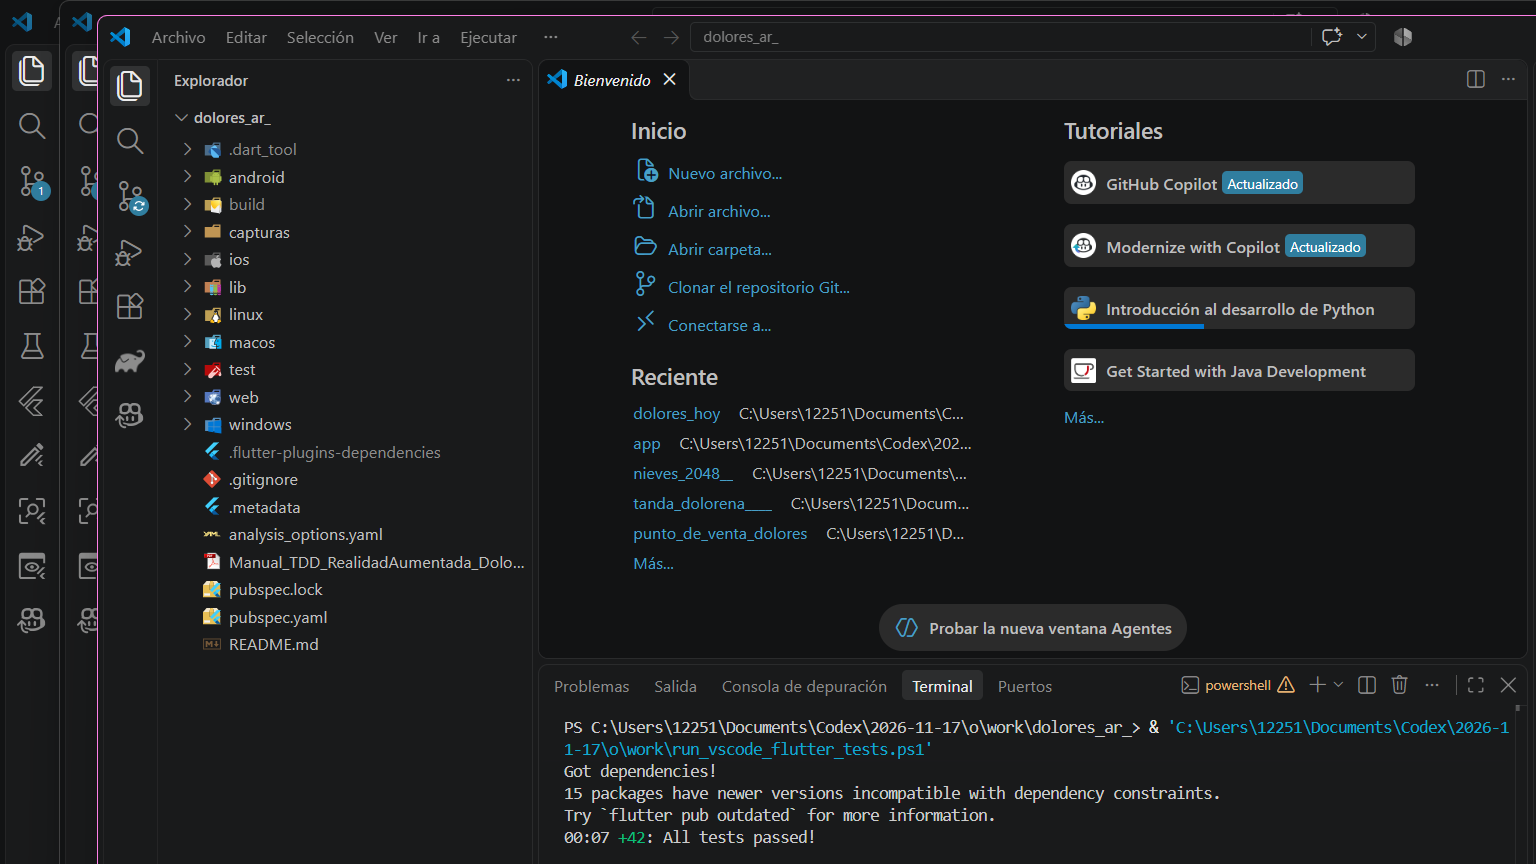 Archivo Editar Selección Ver Ir a Ejecutar ··· dolores_ar_
Explorador
dolores_ar_
.dart_tool
android
build
capturas
ios
lib
linux
macos
test
web
windows
.flutter-plugins-dependencies
.gitignore
.metadata
analysis_options.yaml
Manual_TDD_RealidadAumentada_Dolo...
pubspec.lock
pubspec.yaml
README.md
1
Bienvenido
Inicio
Nuevo archivo...
Abrir archivo...
Abrir carpeta...
Clonar el repositorio Git...
Conectarse a...
Reciente
dolores_hoy C:\Users\12251\Documents\C...
app C:\Users\12251\Documents\Codex\202...
nieves_2048__ C:\Users\12251\Documents\...
tanda_dolorena____ C:\Users\12251\Docum...
punto_de_venta_dolores C:\Users\12251\D...
Más...
Tutoriales
GitHub Copilot Actualizado
Modernize with Copilot Actualizado
Introducción al desarrollo de Python
Get Started with Java Development
Más...
Probar la nueva ventana Agentes
Problemas Salida Consola de depuración Terminal Puertos powershell
PS C:\Users\12251\Documents\Codex\2026-11-17\o\work\dolores_ar_> & 'C:\Users\12251\Documents\Codex\2026-1
1-17\o\work\run_vscode_flutter_tests.ps1'
Got dependencies!
15 packages have newer versions incompatible with dependency constraints.
Try `flutter pub outdated` for more information.
00:07 +42: All tests passed!